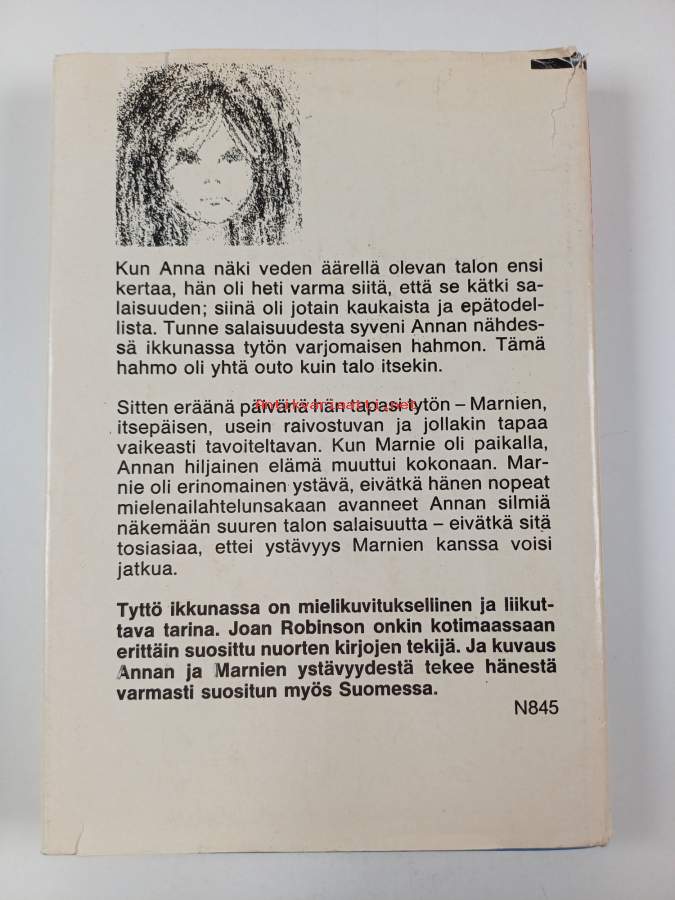 Kun Anna näki veden äärellä olevan talon ensi
kertaa, hän oli heti varma siitä, että se kätki sa-
laisuuden; siinä oli jotain kaukaista ja epätodel-
lista. Tunne salaisuudesta syveni Annan nähdes-
sä ikkunassa tytön varjomaisen hahmon. Tämä
hahmo oli yhtä outo kuin talo itsekin.
Sitten eräänä päivänä hän tapasi tytön – Marnien,
itsepäisen, usein raivostuvan ja jollakin tapaa
vaikeasti tavoiteltavan. Kun Marnie oli paikalla,
Annan hiljainen elämä muuttui kokonaan. Mar-
nie oli erinomainen ystävä, eivätkä hänen nopeat
mielenailahtelunsakaan avanneet Annan silmiä
näkemään suuren talon salaisuutta – eivätkä sitä
tosiasiaa, ettei ystävyys Marnien kanssa voisi
jatkua.
Tyttö ikkunassa on mielikuvituksellinen ja liikut-
tava tarina. Joan Robinson onkin kotimaassaan
erittäin suosittu nuorten kirjojen tekijä. Ja kuvaus
Annan ja Marnien ystävyydestä tekee hänestä
varmasti suositun myös Suomessa.
N845